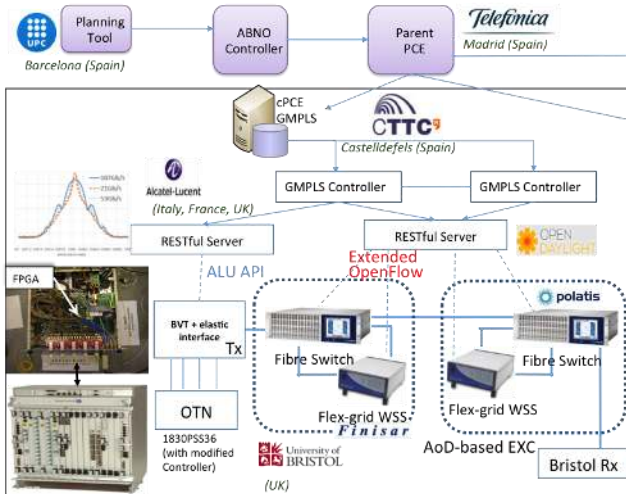 UPC
Planning
Tool
Barcelona (Spain)
ABNO
Controller
Parent
PCE
Telefonica
Madrid (Spain)
cPCE
GMPLS
CTTC
Castelldefels (Spain)
GMPLS Controller
GMPLS Controller
Alcatel-Lucent
(Italy, France, UK)
RESTful Server
RESTful Server
OPEN
DAYLIGHT
ALU API
Extended
OpenFlow
FPGA
BVT + elastic
interface
Tx
Fibre Switch
polatis
Fibre Switch
Flex-grid WSS
Finisar
Flex-grid WSS
OTN
1830PSS36
(with modified
Controller)
AoD-based EXC
University of
BRISTOL
(UK)
Bristol Rx